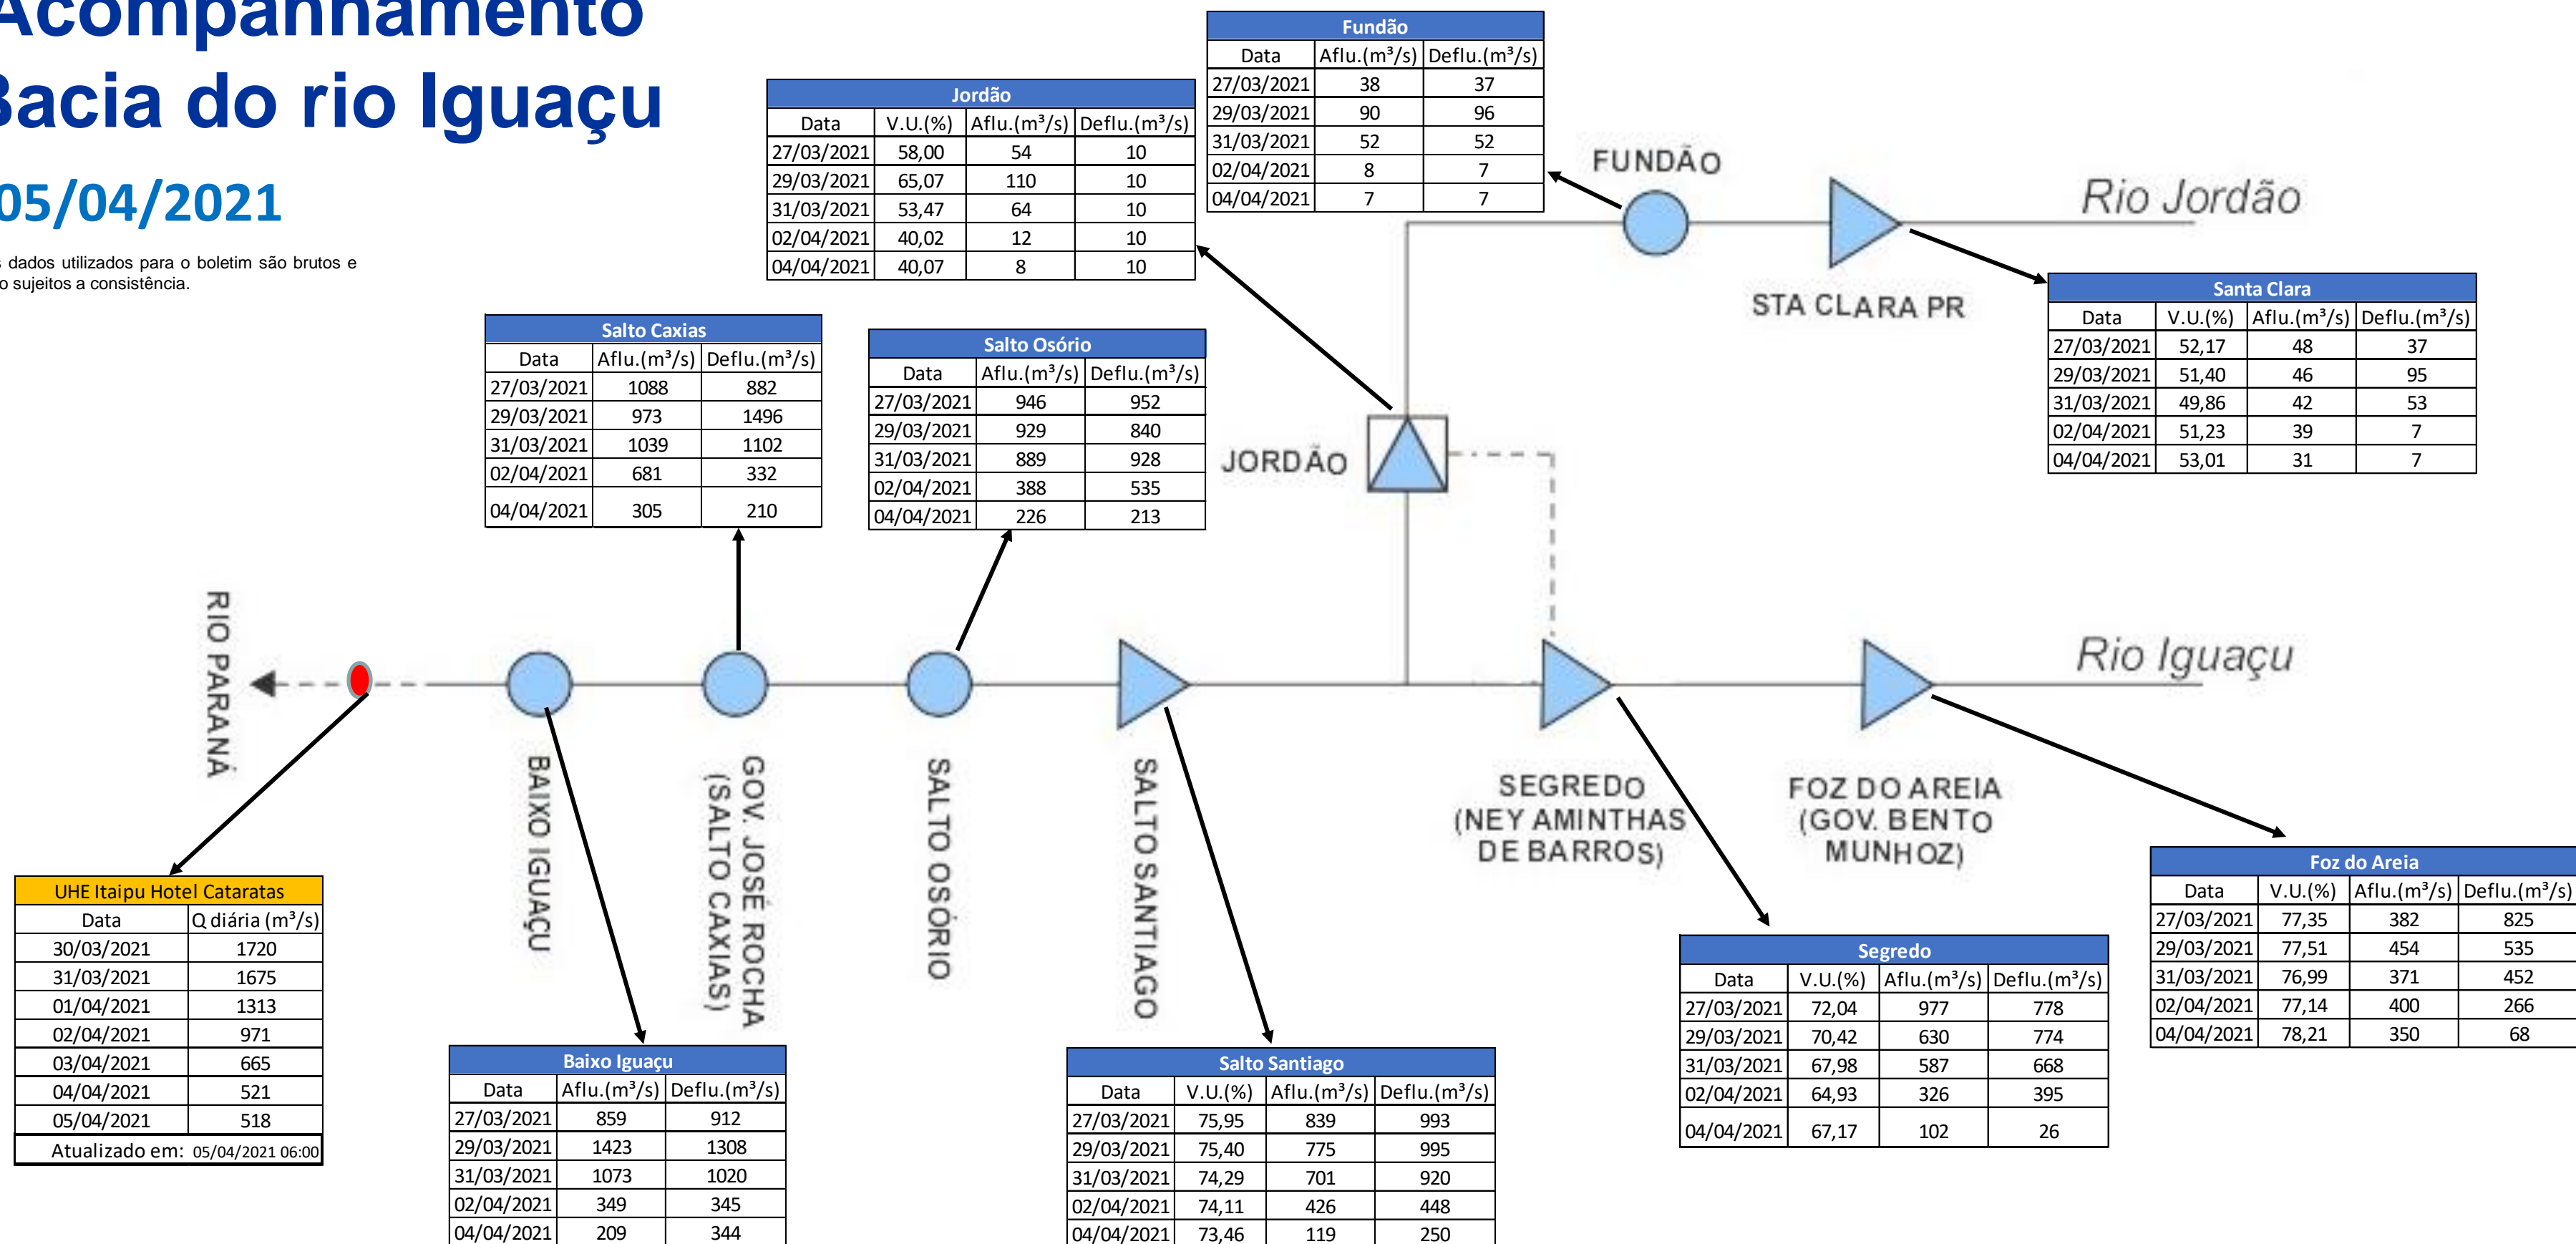 Acompanhamento
Bacia do rio Iguaçu
05/04/2021
s dados utilizados para o boletim são brutos e
o sujeitos a consistência.
Fundão
Data Aflu.(m³/s) Deflu.(m³/s)
27/03/2021 38 37
29/03/2021 90 96
31/03/2021 52 52
02/04/2021 8 7
04/04/2021 7 7
Jordão
Data V.U.(%) Aflu.(m³/s) Deflu.(m³/s)
27/03/2021 58,00 54 10
29/03/2021 65,07 110 10
31/03/2021 53,47 64 10
02/04/2021 40,02 12 10
04/04/2021 40,07 8 10
FUNDÃO
STA CLARA PR
Rio Jordão
Santa Clara
Data V.U.(%) Aflu.(m³/s) Deflu.(m³/s)
27/03/2021 52,17 48 37
29/03/2021 51,40 46 95
31/03/2021 49,86 42 53
02/04/2021 51,23 39 7
04/04/2021 53,01 31 7
Salto Caxias
Data Aflu.(m³/s) Deflu.(m³/s)
27/03/2021 1088 882
29/03/2021 973 1496
31/03/2021 1039 1102
02/04/2021 681 332
04/04/2021 305 210
Salto Osório
Data Aflu.(m³/s) Deflu.(m³/s)
27/03/2021 946 952
29/03/2021 929 840
31/03/2021 889 928
02/04/2021 388 535
04/04/2021 226 213
JORDÃO
RIO PARANÁ
Rio Iguaçu
BAIXO IGUAÇU
GOV. JOSÉ ROCHA
(SALTO CAXIAS)
SALTO OSÓRIO
SALTO SANTIAGO
SEGREDO
(NEY AMINTHAS
DE BARROS)
FOZ DO AREIA
(GOV. BENTO
MUNHOZ)
UHE Itaipu Hotel Cataratas
Data Q diária (m³/s)
30/03/2021 1720
31/03/2021 1675
01/04/2021 1313
02/04/2021 971
03/04/2021 665
04/04/2021 521
05/04/2021 518
Atualizado em: 05/04/2021 06:00
Baixo Iguaçu
Data Aflu.(m³/s) Deflu.(m³/s)
27/03/2021 859 912
29/03/2021 1423 1308
31/03/2021 1073 1020
02/04/2021 349 345
04/04/2021 209 344
Salto Santiago
Data V.U.(%) Aflu.(m³/s) Deflu.(m³/s)
27/03/2021 75,95 839 993
29/03/2021 75,40 775 995
31/03/2021 74,29 701 920
02/04/2021 74,11 426 448
04/04/2021 73,46 119 250
Segredo
Data V.U.(%) Aflu.(m³/s) Deflu.(m³/s)
27/03/2021 72,04 977 778
29/03/2021 70,42 630 774
31/03/2021 67,98 587 668
02/04/2021 64,93 326 395
04/04/2021 67,17 102 26
Foz do Areia
Data V.U.(%) Aflu.(m³/s) Deflu.(m³/s)
27/03/2021 77,35 382 825
29/03/2021 77,51 454 535
31/03/2021 76,99 371 452
02/04/2021 77,14 400 266
04/04/2021 78,21 350 68